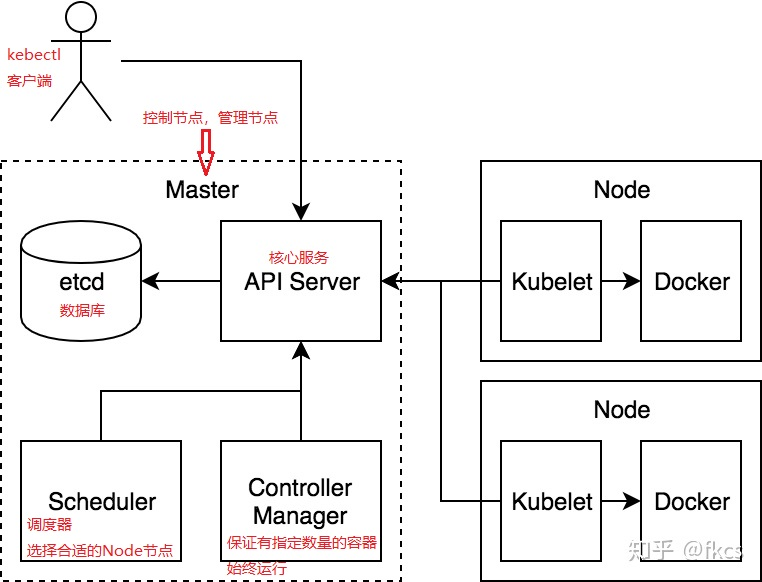 kebectl
客户端
控制节点，管理节点
Master
Node
核心服务
API Server
etcd
数据库
Kubelet
Docker
Node
Scheduler
调度器
选择合适的Node节点
Controller
Manager
保证有指定数量的容器
始终运行
Kubelet
Docker
知乎 @fkcs